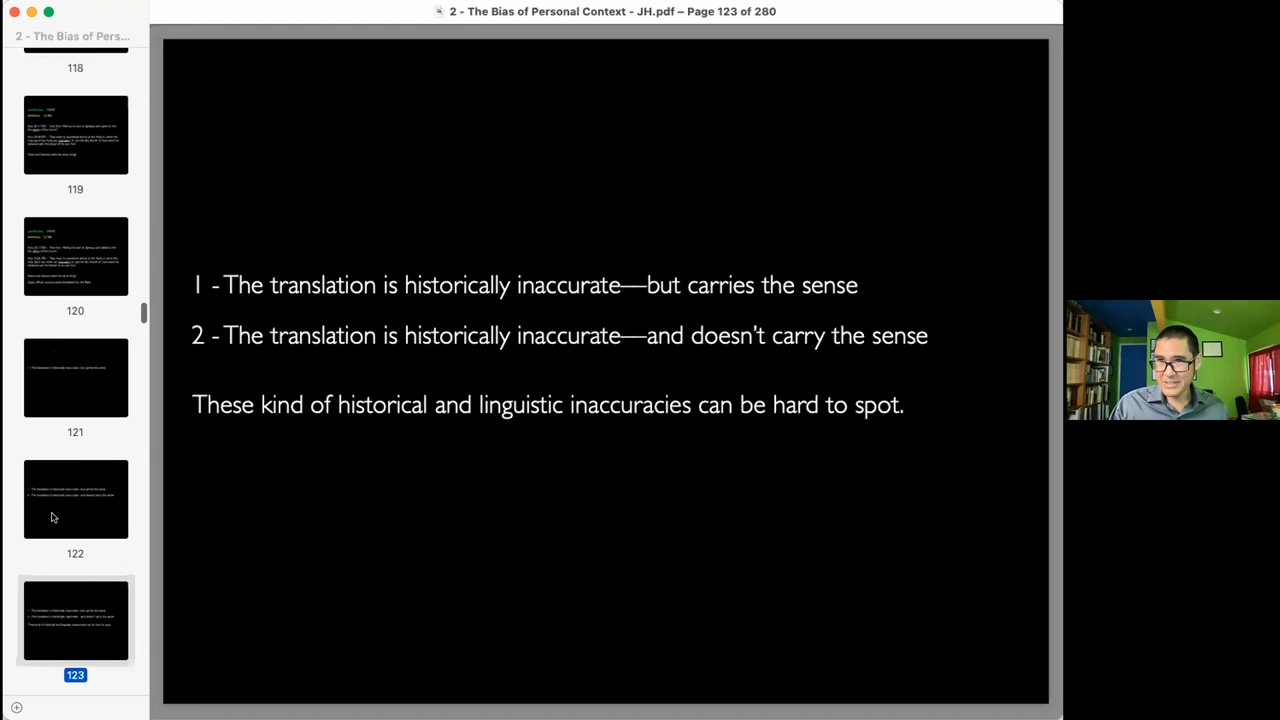 2 - The Bias of Personal Context - JH.pdf – Page 123 of 280
2 - The Bias of Pers...
118
119
120
121
122
123
1 - The translation is historically inaccurate—but carries the sense
2 - The translation is historically inaccurate—and doesn’t carry the sense
These kind of historical and linguistic inaccuracies can be hard to spot.